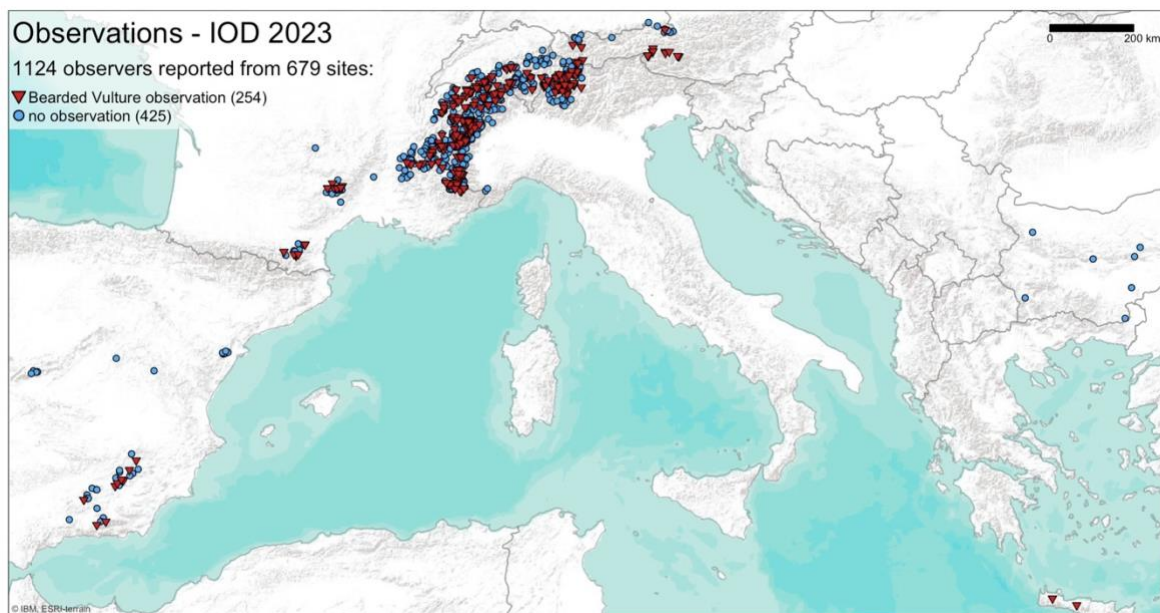 Observations - IOD 2023
1124 observers reported from 679 sites:
Bearded Vulture observation (254)
no observation (425)
0 200 km
© IBM, ESRI-terrain